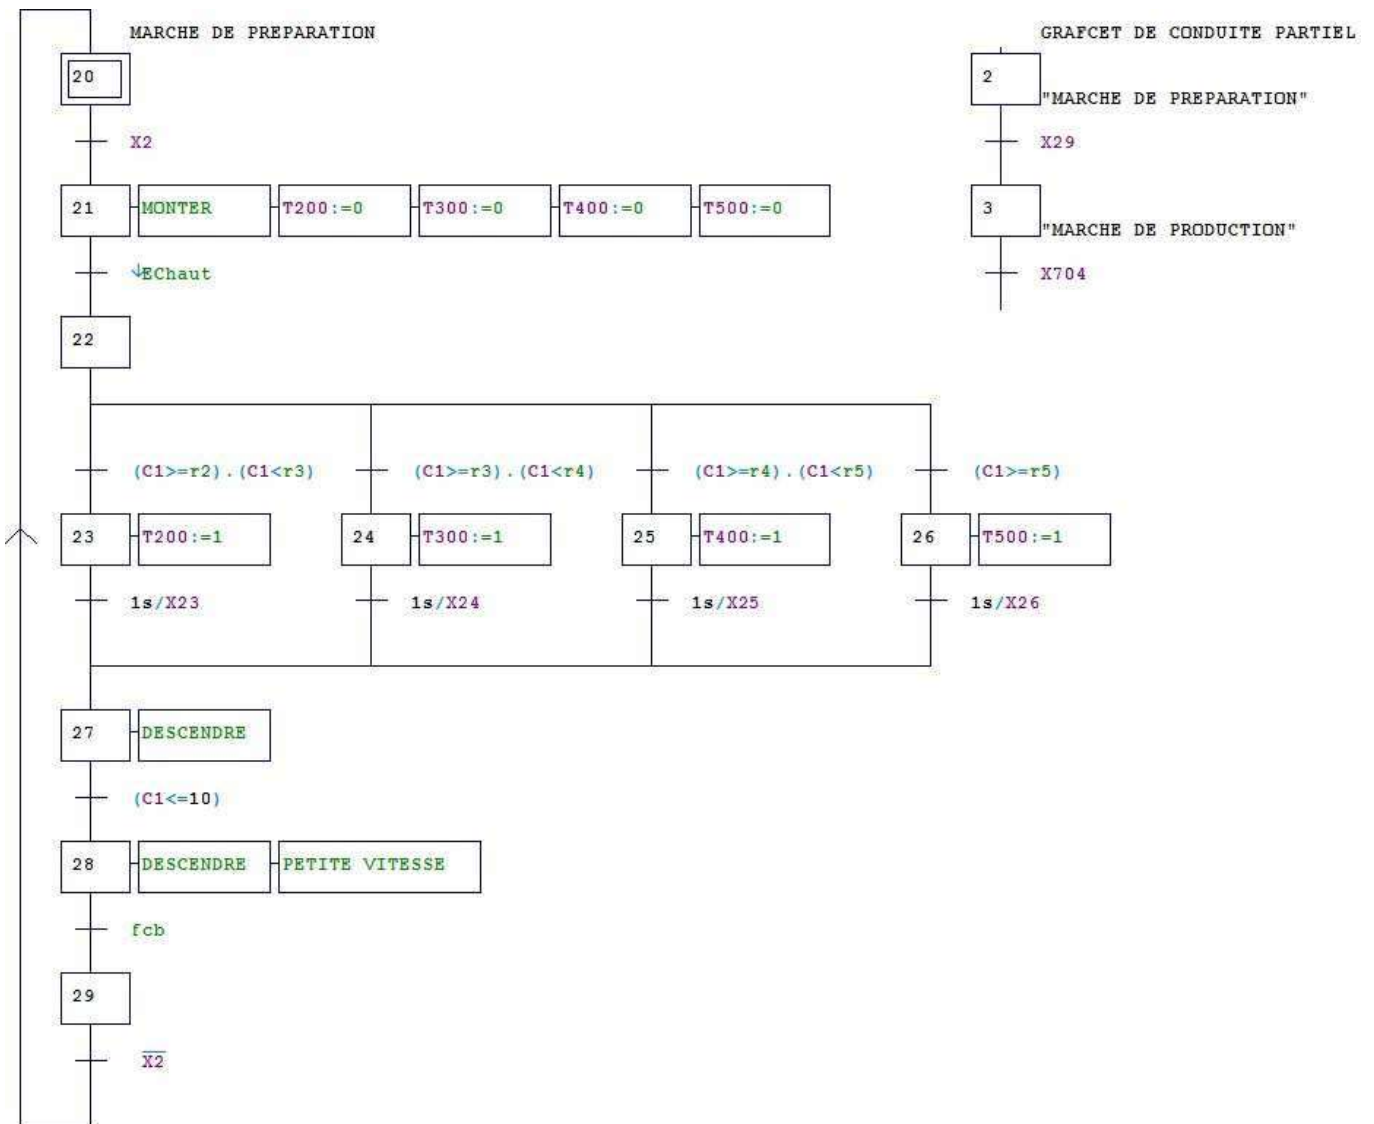 MARCHE DE PREPARATION
GRAFCET DE CONDUITE PARTIEL
20
2
"MARCHE DE PREPARATION"
X2
X29
21 MONTER T200:=0 T300:=0 T400:=0 T500:=0
3
"MARCHE DE PRODUCTION"
↓EChaut
X704
22
(C1>=r2).(C1<r3) (C1>=r3).(C1<r4) (C1>=r4).(C1<r5) (C1>=r5)
23 T200:=1 24 T300:=1 25 T400:=1 26 T500:=1
1s/X23 1s/X24 1s/X25 1s/X26
27 DESCENDRE
(C1<=10)
28 DESCENDRE PETITE VITESSE
fcb
29
X̅2̅